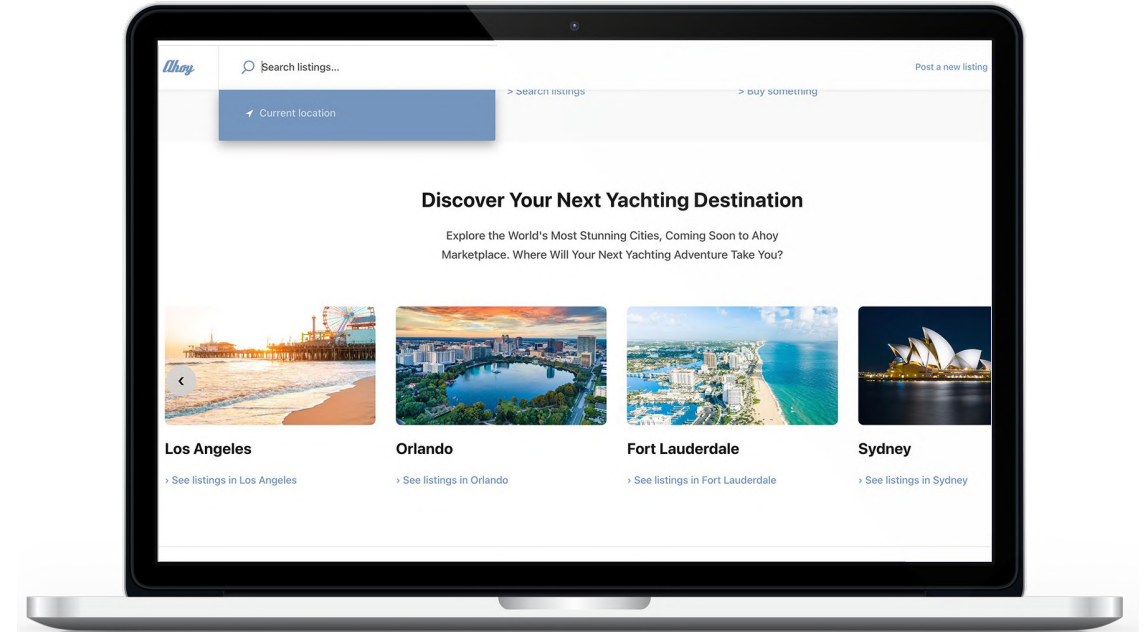 Ahoy
Search listings...
Post a new listing
> Search listings
> Buy something
Current location
Discover Your Next Yachting Destination
Explore the World's Most Stunning Cities, Coming Soon to Ahoy
Marketplace. Where Will Your Next Yachting Adventure Take You?
Los Angeles
Orlando
Fort Lauderdale
Sydney
› See listings in Los Angeles
› See listings in Orlando
› See listings in Fort Lauderdale
› See listings in Sydney